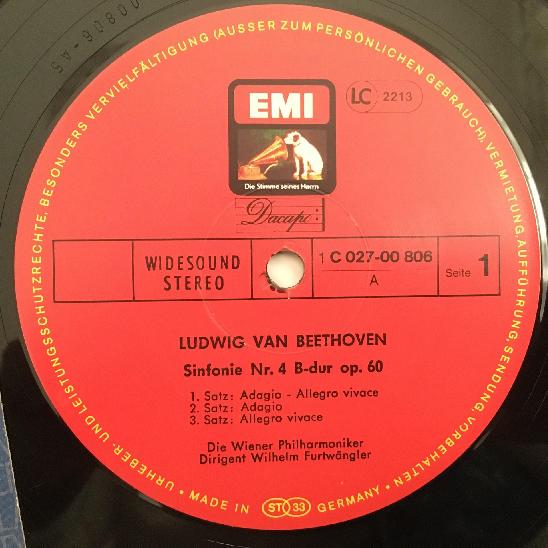 00806-A5
URHEBER- UND LEISTUNGSSCHUTZRECHTE, BESONDERS VERVIELFÄLTIGUNG (AUSSER ZUM PERSÖNLICHEN GEBRAUCH), VERMIETUNG, AUFFÜHRUNG, SENDUNG, VORBEHALTEN
EMI
LC 2213
Die Stimme seines Herrn
Dacapo
WIDESOUND
STEREO
1 C 027-00 806
A
Seite 1
LUDWIG VAN BEETHOVEN
Sinfonie Nr. 4 B-dur op. 60
1. Satz: Adagio - Allegro vivace
2. Satz: Adagio
3. Satz: Allegro vivace
Die Wiener Philharmoniker
Dirigent Wilhelm Furtwängler
• MADE IN ST 33 GERMANY •